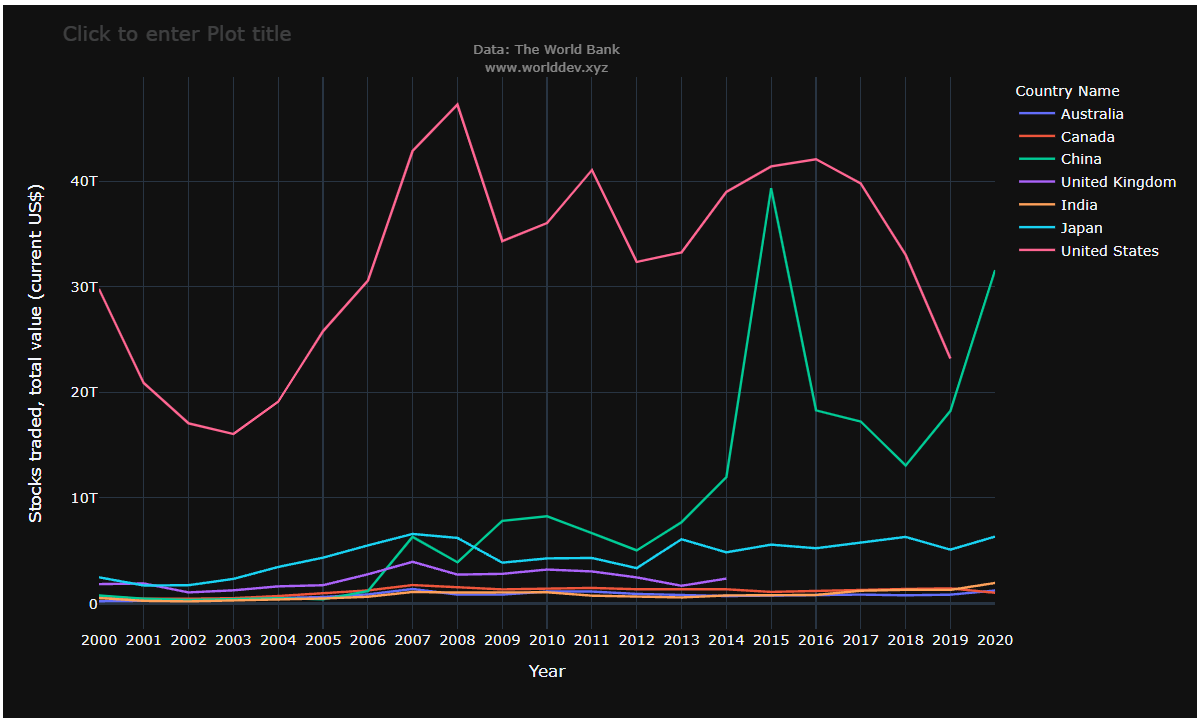 Click to enter Plot title
Data: The World Bank
www.worlddev.xyz
Country Name
Australia
Canada
China
United Kingdom
India
Japan
United States
Stocks traded, total value (current US$)
40T
30T
20T
10T
0
2000 2001 2002 2003 2004 2005 2006 2007 2008 2009 2010 2011 2012 2013 2014 2015 2016 2017 2018 2019 2020
Year